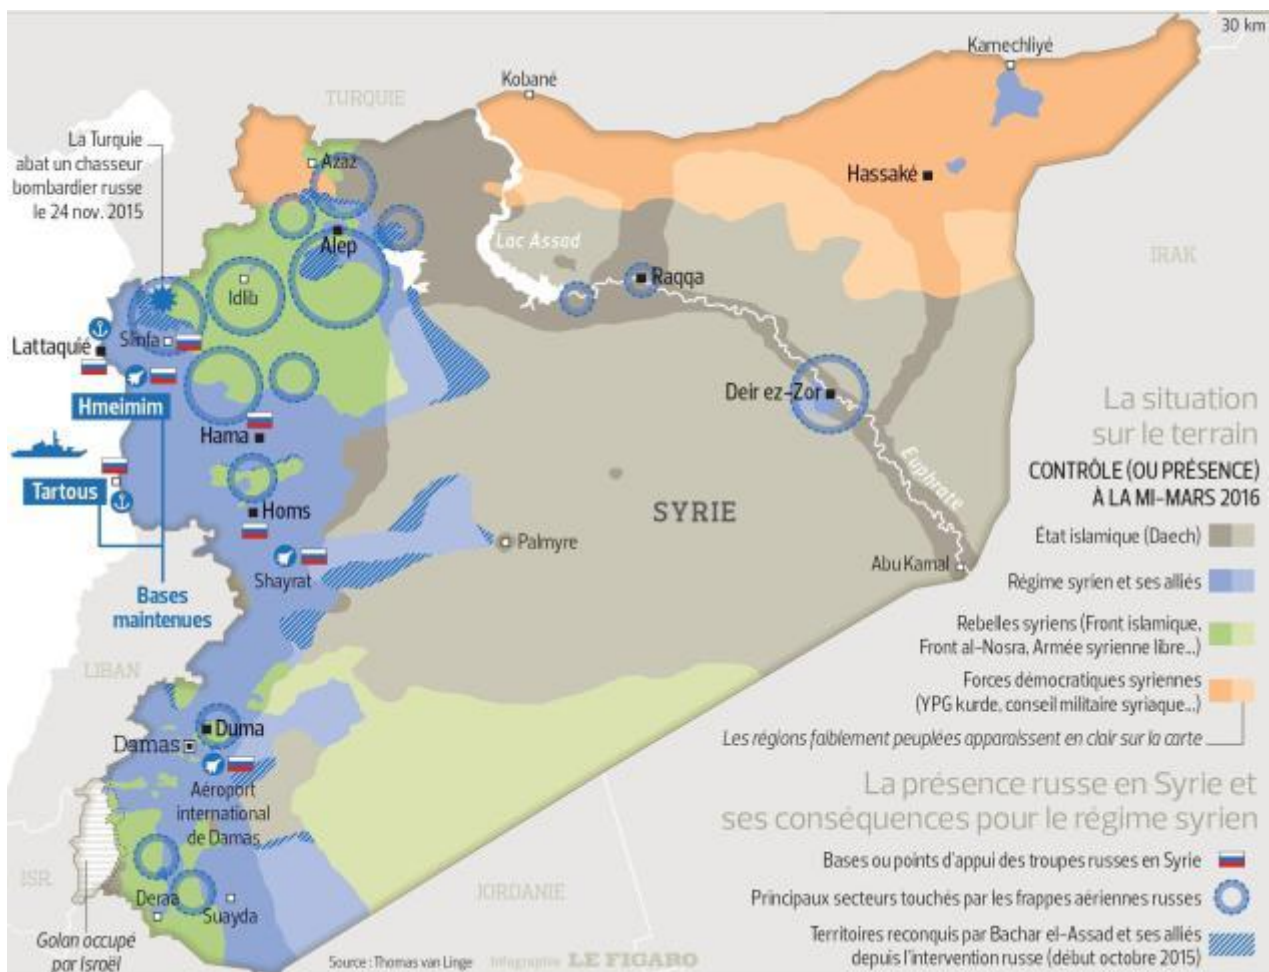 30 km
Kamechliyé
Kobané
TURQUIE
La Turquie
abat un chasseur
bombardier russe
le 24 nov. 2015
Azaz
Hassaké
Alep
Lac Assad
IRAK
Raqqa
Idlib
Slinfa
Lattaquié
Deir ez-Zor
Hmeimim
Hama
Euphrate
Tartous
Homs
SYRIE
Palmyre
Shayrat
Abu Kamal
Bases
maintenues
LIBAN
Duma
Damas
Aéroport
international
de Damas
ISR.
Deraa
Suayda
JORDANIE
Golan occupé
par Israël
Source : Thomas van Linge Infographie LE FIGARO
La situation
sur le terrain
CONTRÔLE (OU PRÉSENCE)
À LA MI-MARS 2016
État islamique (Daech)
Régime syrien et ses alliés
Rebelles syriens (Front islamique,
Front al-Nosra, Armée syrienne libre...)
Forces démocratiques syriennes
(YPG kurde, conseil militaire syriaque...)
Les régions faiblement peuplées apparaissent en clair sur la carte
La présence russe en Syrie et
ses conséquences pour le régime syrien
Bases ou points d'appui des troupes russes en Syrie
Principaux secteurs touchés par les frappes aériennes russes
Territoires reconquis par Bachar el-Assad et ses alliés
depuis l'intervention russe (début octobre 2015)